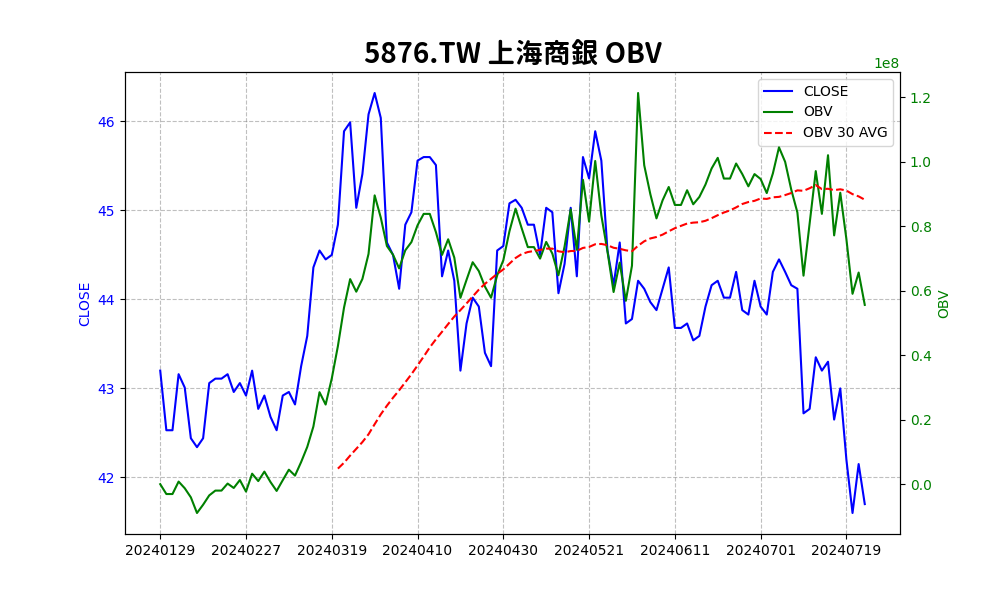 5876.TW 上海商銀 OBV
1e8
CLOSE
OBV
OBV 30 AVG
46
45
44
43
42
CLOSE
1.2
1.0
0.8
0.6
0.4
0.2
0.0
OBV
20240129 20240227 20240319 20240410 20240430 20240521 20240611 20240701 20240719